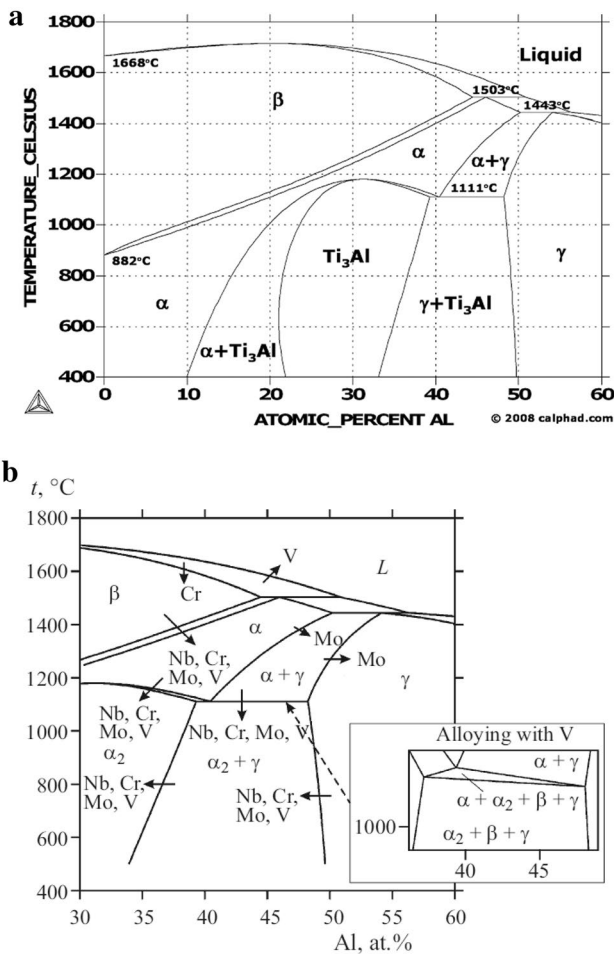 a
1800
1600
1400
1200
1000
800
600
400
TEMPERATURE_CELSIUS
1668°C
Liquid
1503°C
1443°C
β
α
α+γ
1111°C
882°C
Ti₃Al
γ
α
γ+Ti₃Al
α+Ti₃Al
0 10 20 30 40 50 60
ATOMIC_PERCENT AL
© 2008 calphad.com
b
t, °C
1800
1600
1400
1200
1000
800
600
400
V
L
β
Cr
α
Mo
Nb, Cr,
Mo, V
Mo
α + γ
γ
Nb, Cr,
Mo, V
Nb, Cr, Mo, V
α₂
α₂ + γ
Nb, Cr,
Mo, V
Nb, Cr,
Mo, V
Alloying with V
α + γ
α + α₂ + β + γ
1000
α₂ + β + γ
40 45
30 35 40 45 50 55 60
Al, at.%